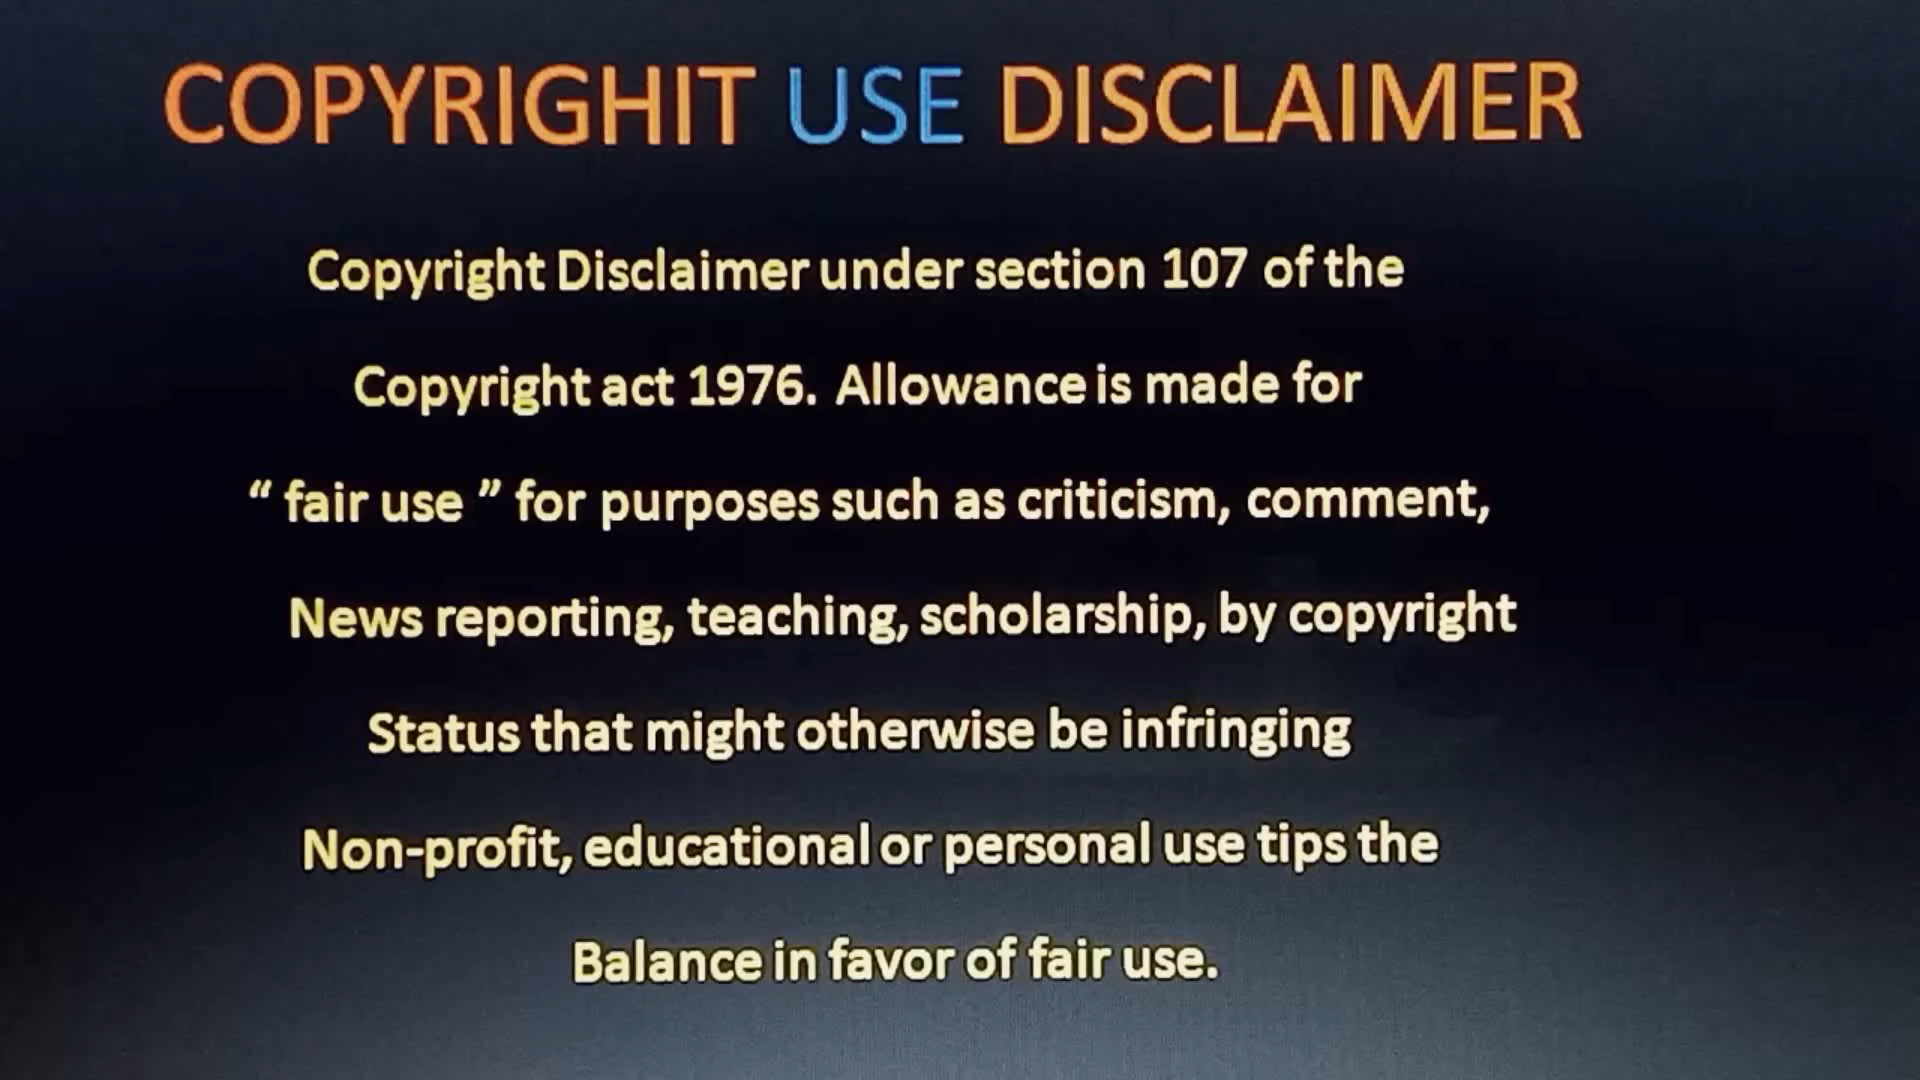 COPYRIGHIT USE DISCLAIMER
Copyright Disclaimer under section 107 of the
Copyright act 1976. Allowance is made for
“ fair use ” for purposes such as criticism, comment,
News reporting, teaching, scholarship, by copyright
Status that might otherwise be infringing
Non-profit, educational or personal use tips the
Balance in favor of fair use.